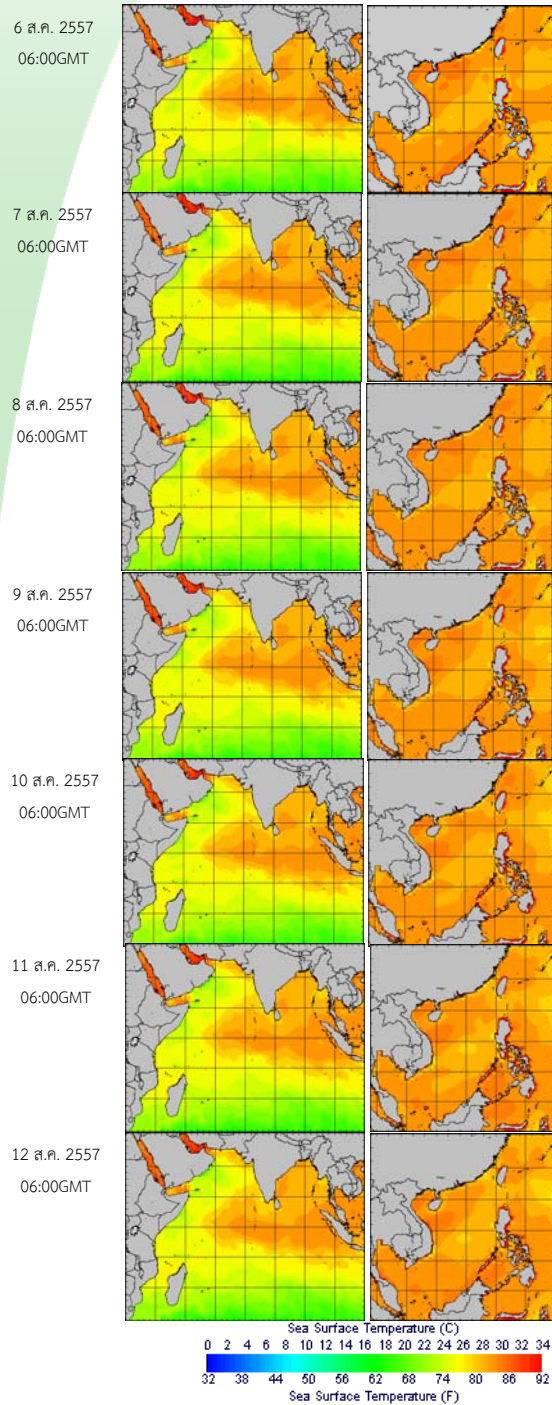 6 ส.ค. 2557
06:00GMT
7 ส.ค. 2557
06:00GMT
8 ส.ค. 2557
06:00GMT
9 ส.ค. 2557
06:00GMT
10 ส.ค. 2557
06:00GMT
11 ส.ค. 2557
06:00GMT
12 ส.ค. 2557
06:00GMT
Sea Surface Temperature (C)
0 2 4 6 8 10 12 14 16 18 20 22 24 26 28 30 32 34
32 38 44 50 56 62 68 74 80 86 92
Sea Surface Temperature (F)